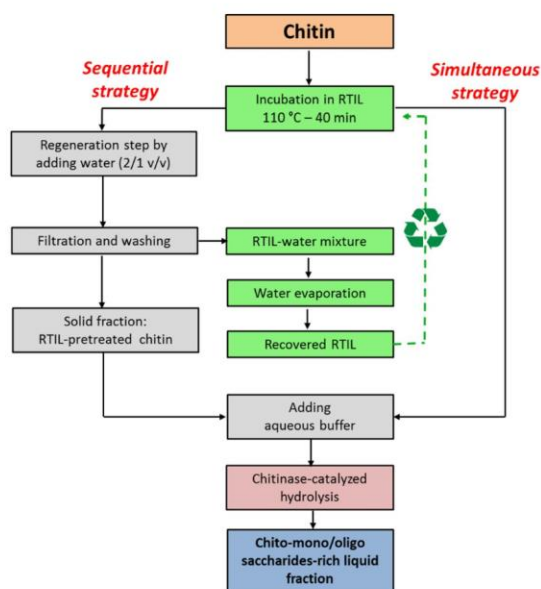 Chitin
Sequential
strategy
Simultaneous
strategy
Incubation in RTIL
110 °C – 40 min
Regeneration step by
adding water (2/1 v/v)
Filtration and washing
RTIL-water mixture
Water evaporation
Solid fraction:
RTIL-pretreated chitin
Recovered RTIL
Adding
aqueous buffer
Chitinase-catalyzed
hydrolysis
Chito-mono/oligo
saccharides-rich liquid
fraction